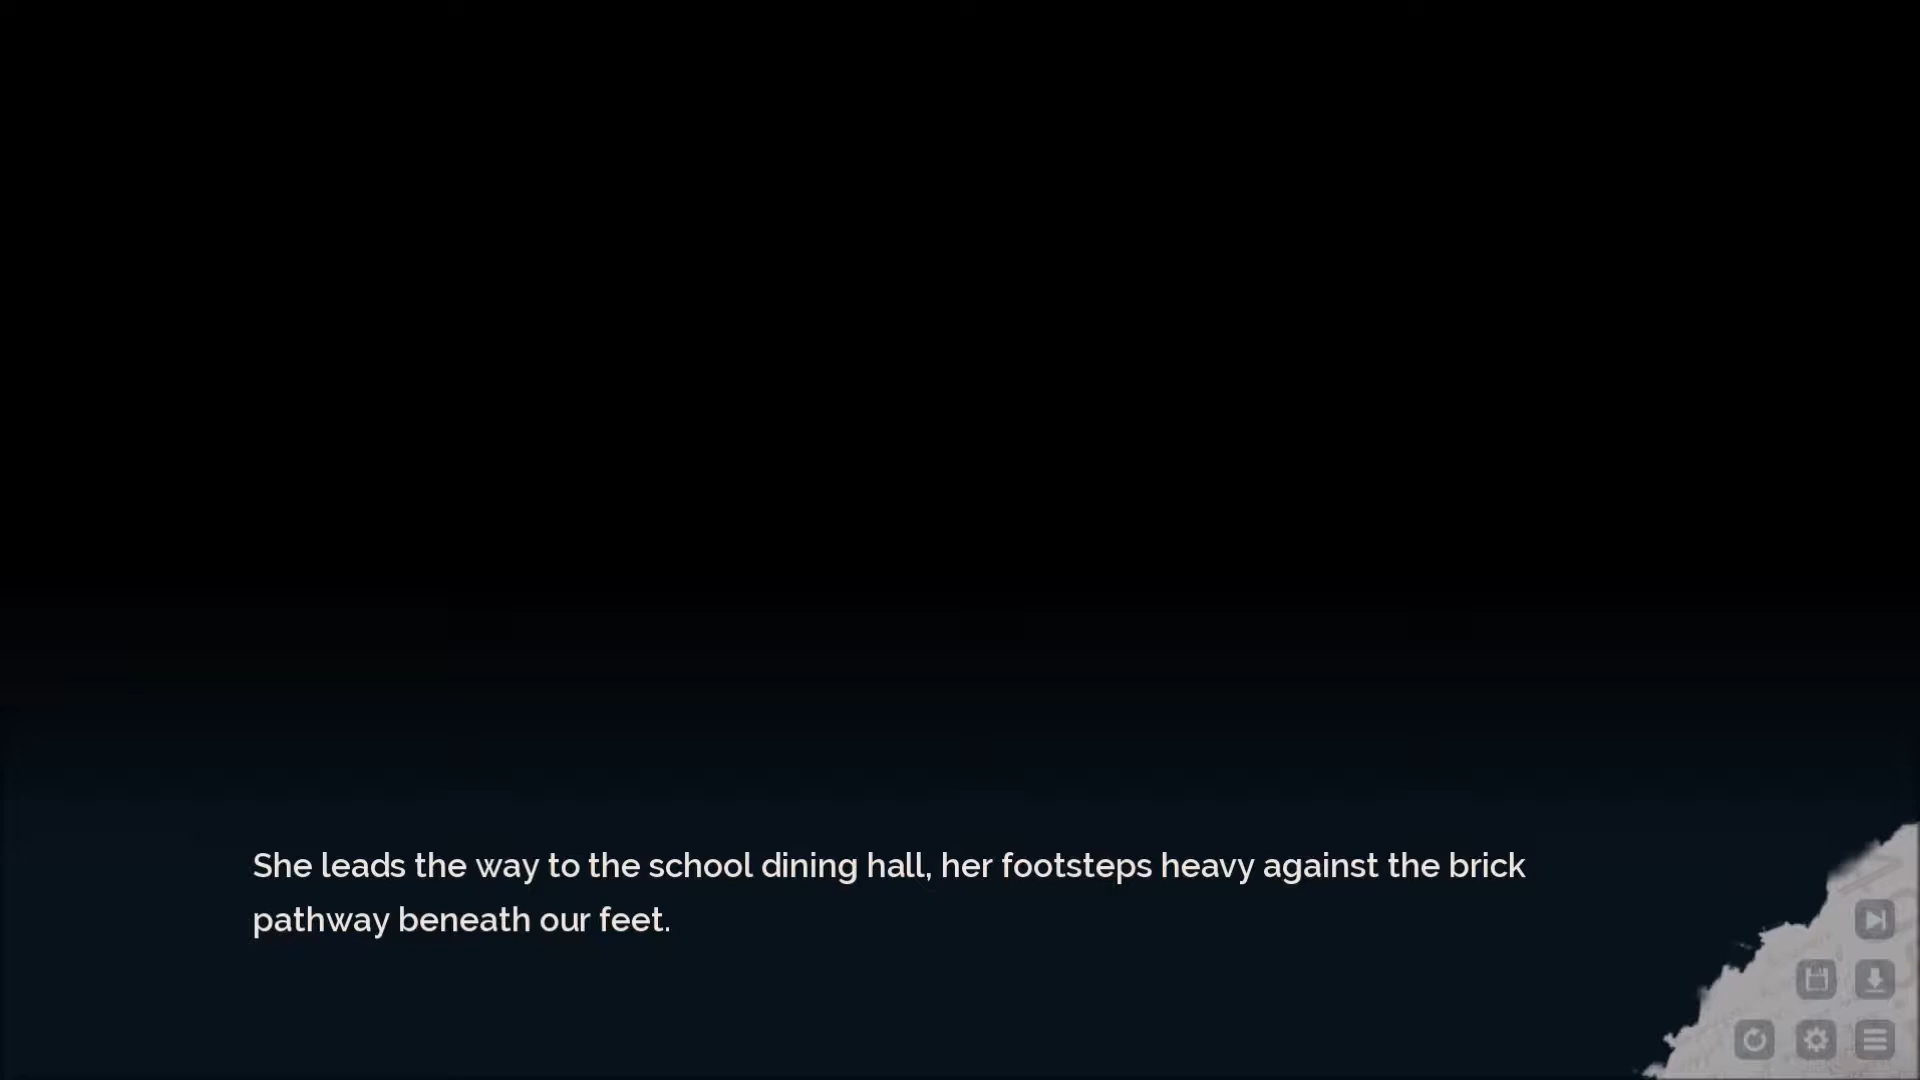 She leads the way to the school dining hall, her footsteps heavy against the brick
pathway beneath our feet.